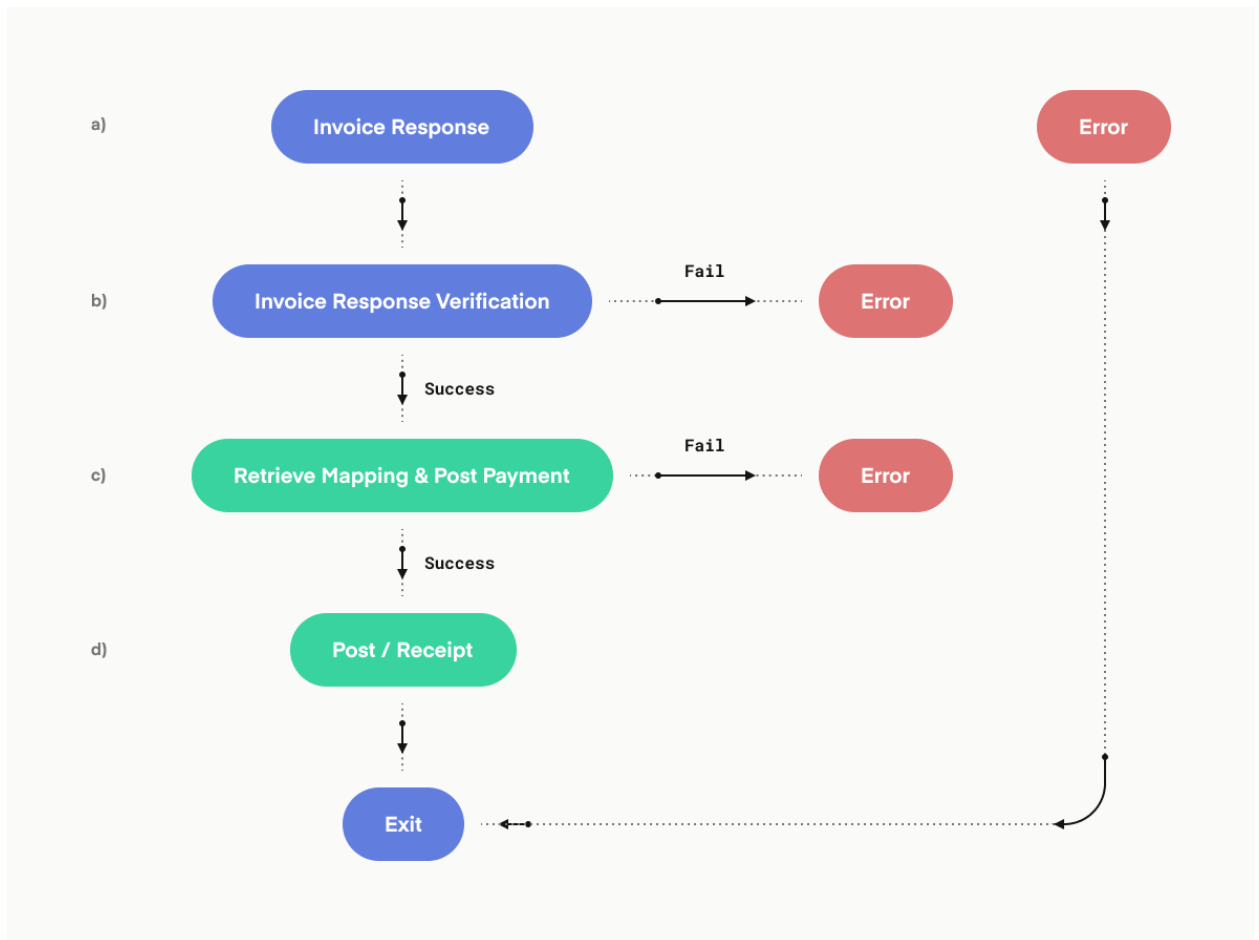 a)
Invoice Response
Error
Fail
b)
Invoice Response Verification
Error
Success
Fail
c)
Retrieve Mapping & Post Payment
Error
Success
d)
Post / Receipt
Exit